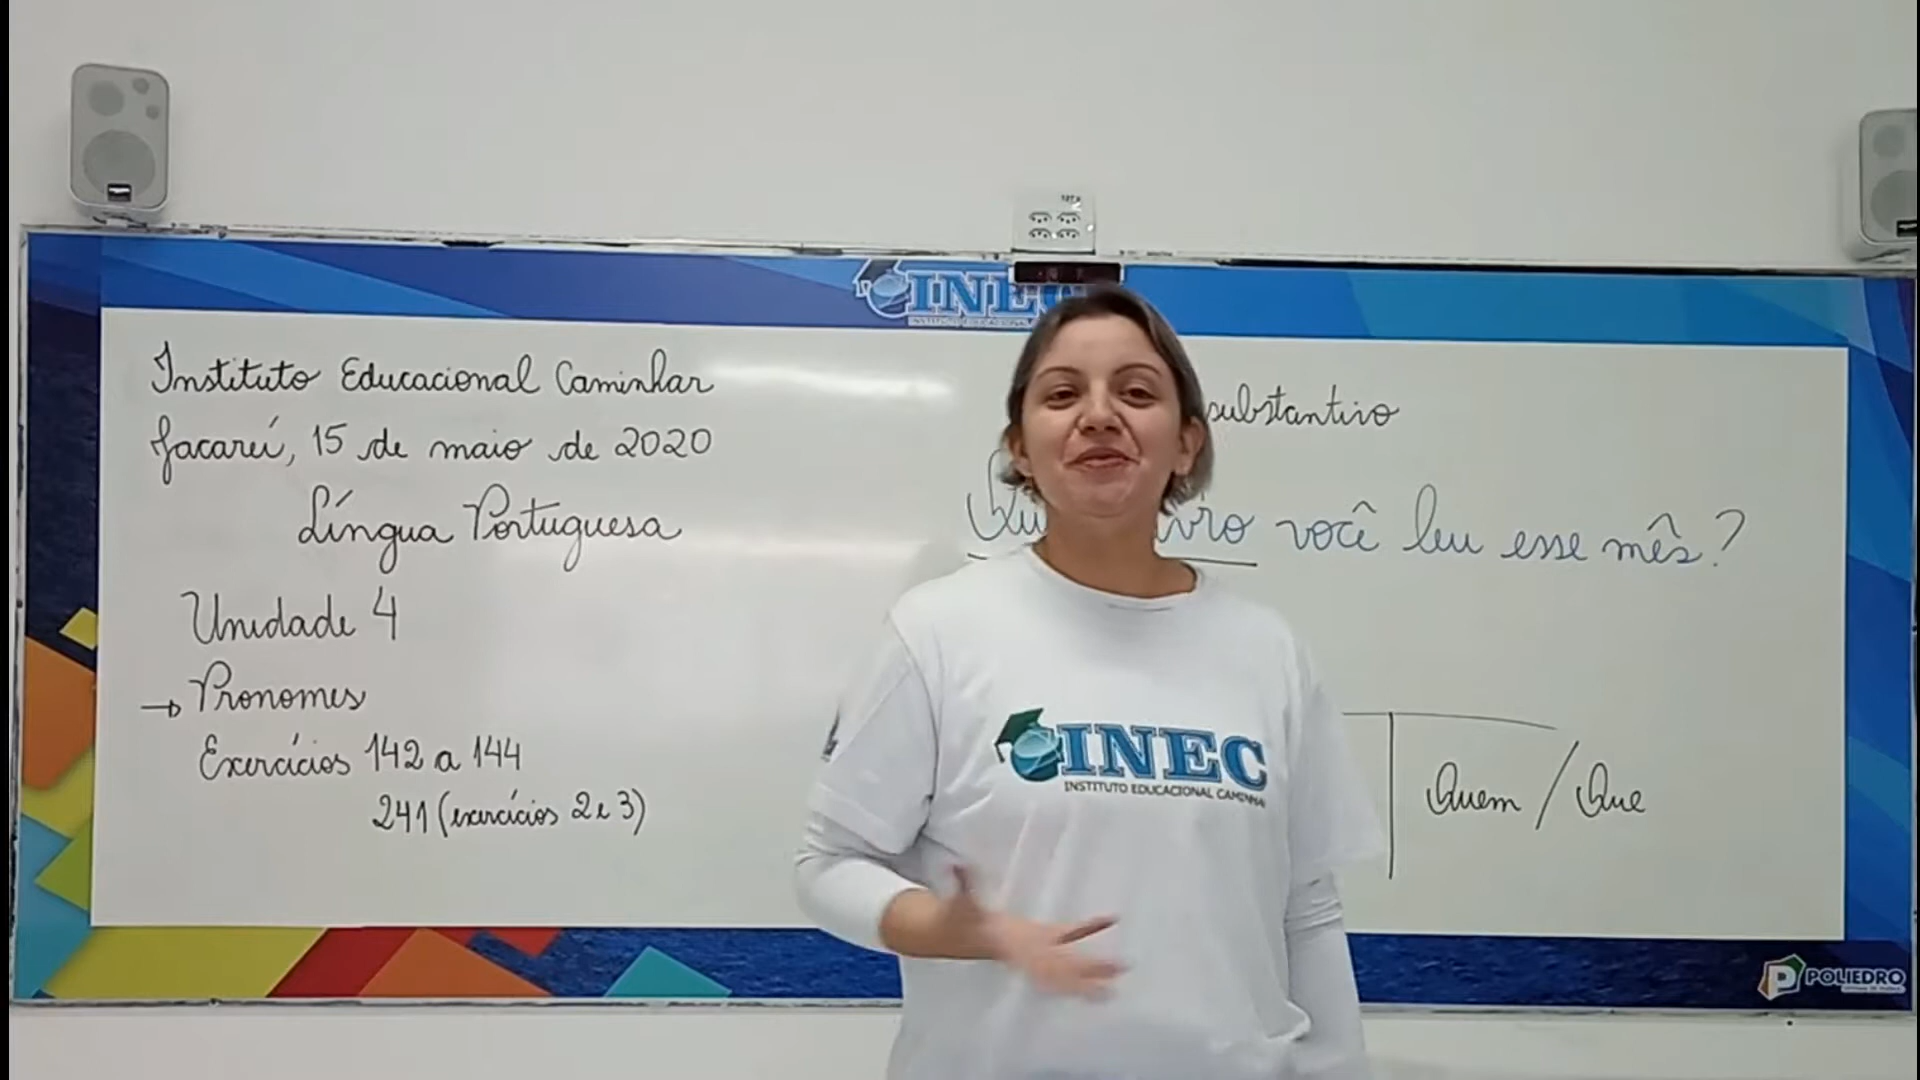 INEC
Instituto Educacional Caminhar
Jacareí, 15 de maio de 2020
Língua Portuguesa
Unidade 4
→ Pronomes
Exercícios 142 a 144
241 (exercícios 2 e 3)
substantivo
você leu esse mês?
Quem / Que
INEC
INSTITUTO EDUCACIONAL CAMINHAR
POLIEDRO